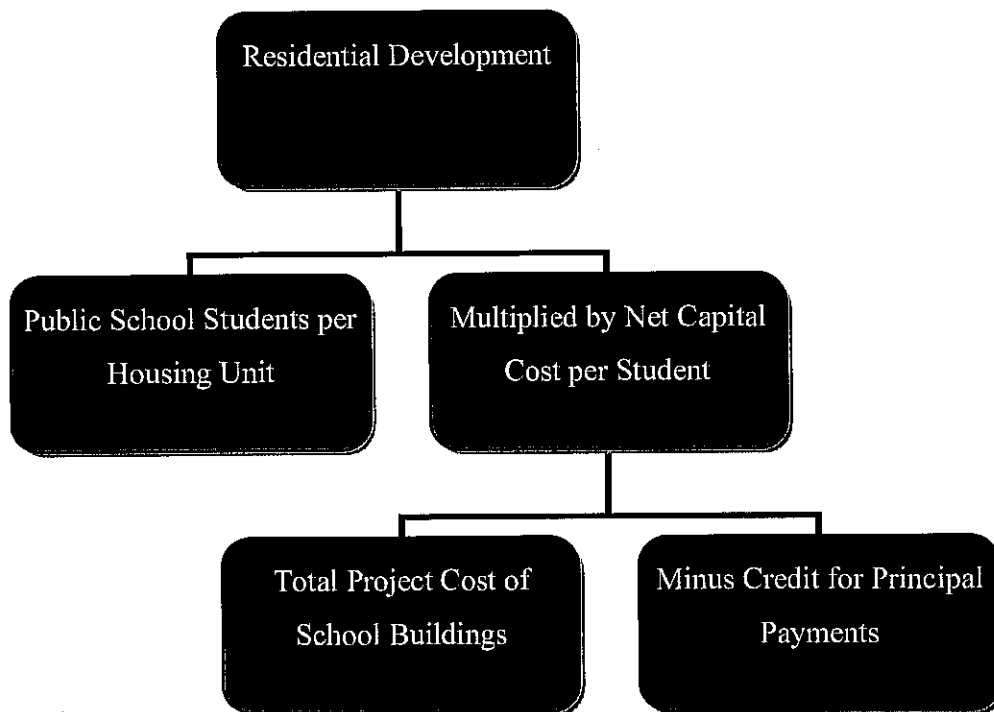 Residential Development
Public School Students per
Housing Unit
Multiplied by Net Capital
Cost per Student
Total Project Cost of
School Buildings
Minus Credit for Principal
Payments